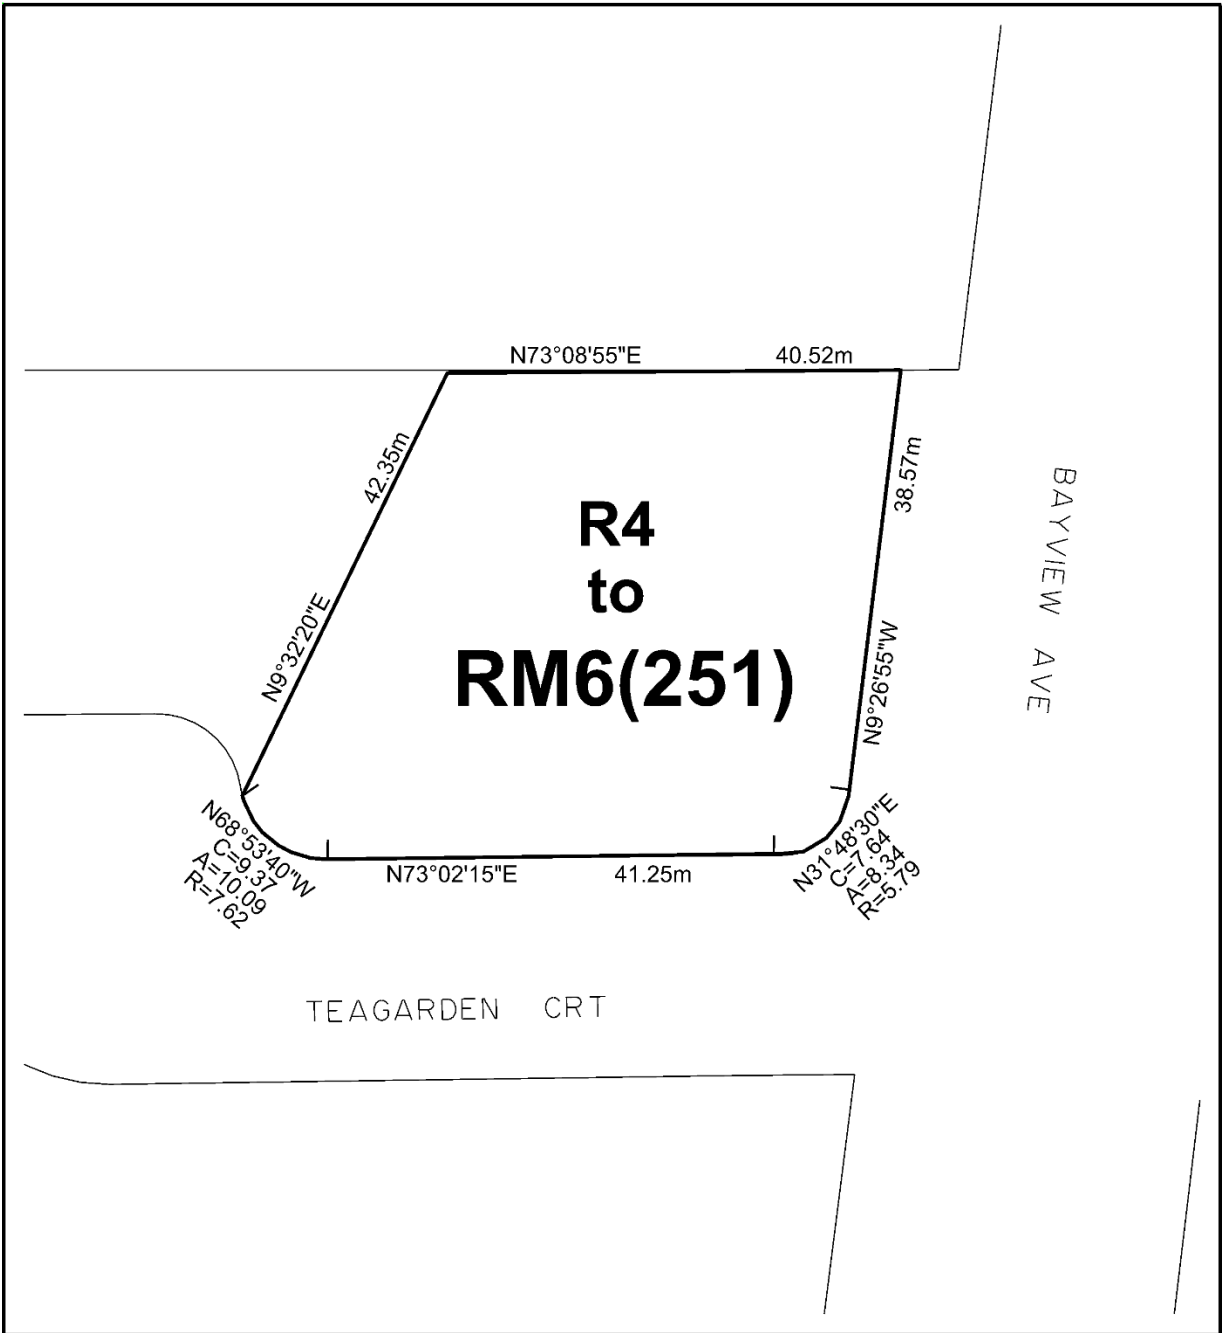 N73°08'55"E 40.52m
42.35m
N9°32'20"E
38.57m
N9°26'55"W
R4
to
RM6(251)
BAYVIEW AVE
N68°53'40"W
C=9.37
A=10.09
R=7.62
N73°02'15"E 41.25m
N31°48'30"E
C=7.64
A=8.34
R=5.79
TEAGARDEN CRT